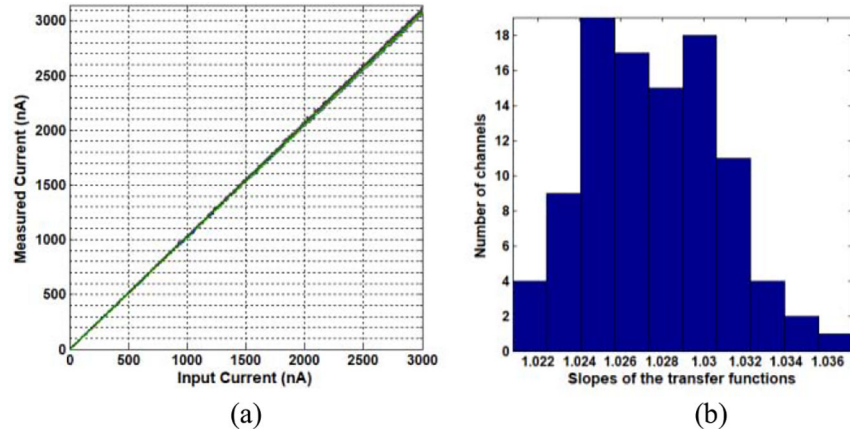 3000
2500
2000
1500
1000
500
0
Measured Current (nA)
0 500 1000 1500 2000 2500 3000
Input Current (nA)
(a)
18
16
14
12
10
8
6
4
2
0
Number of channels
1.022 1.024 1.026 1.028 1.03 1.032 1.034 1.036
Slopes of the transfer functions
(b)